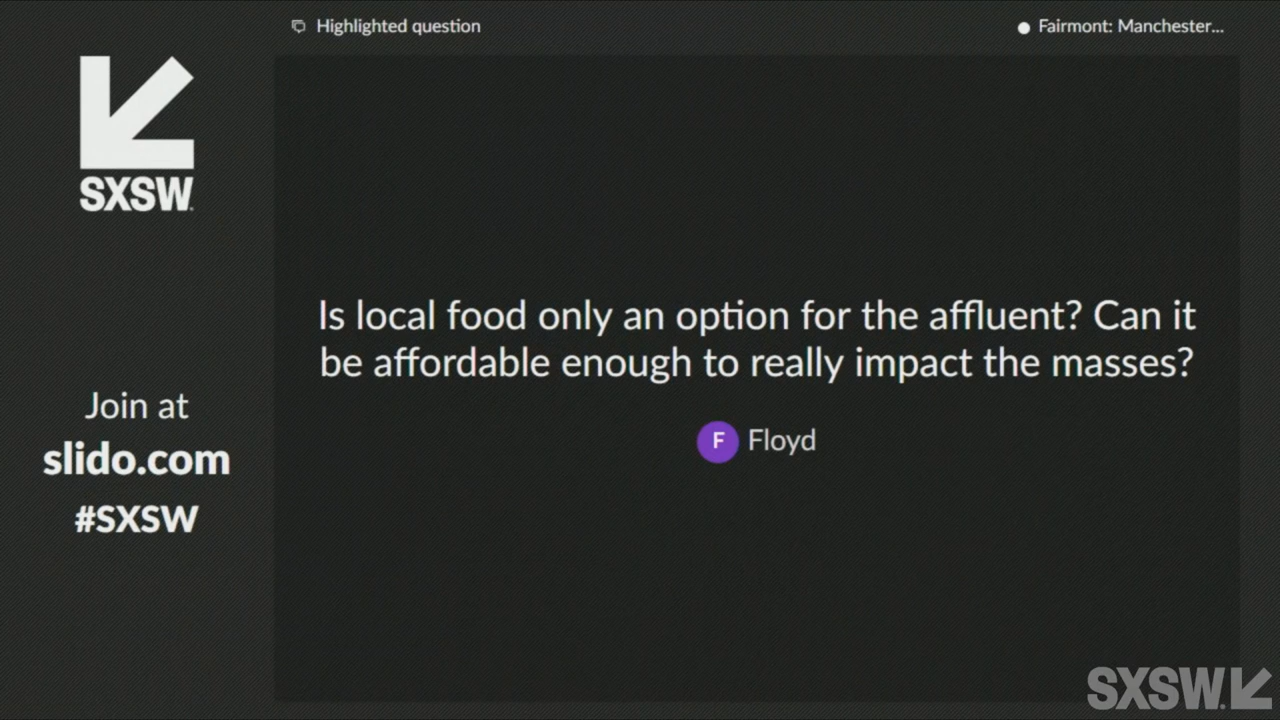 Highlighted question
Fairmont: Manchester...
SXSW.
Is local food only an option for the affluent? Can it
be affordable enough to really impact the masses?
F Floyd
Join at
slido.com
#SXSW
SXSW.